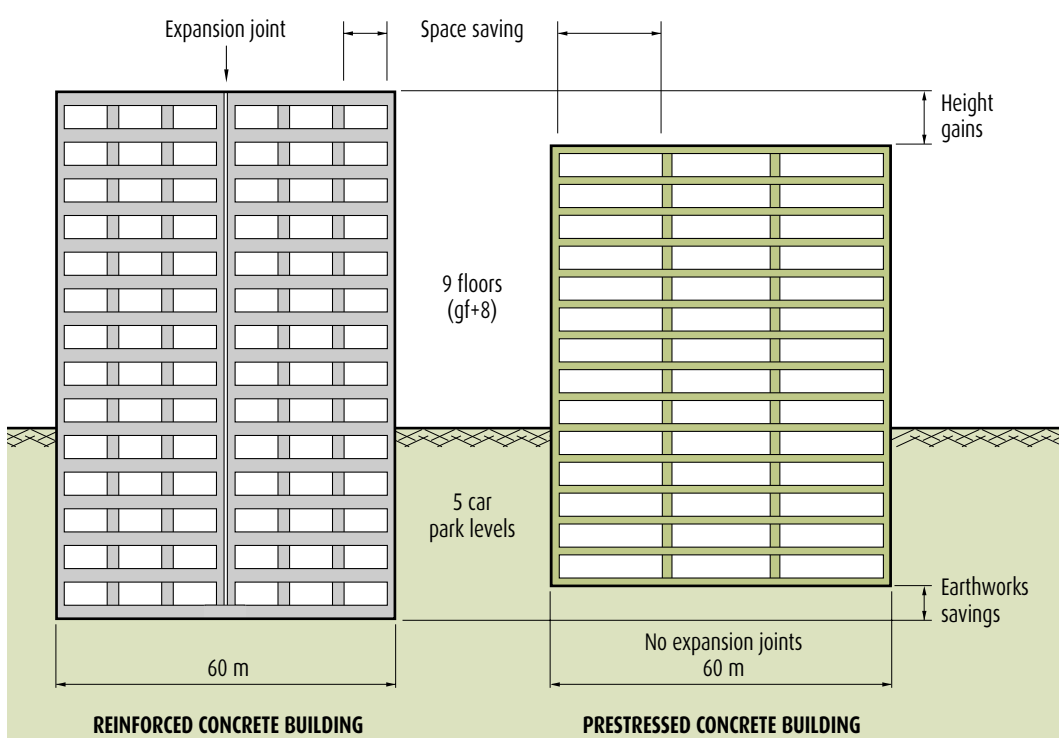 Expansion joint
Space saving
Height
gains
9 floors
(gf+8)
5 car
park levels
Earthworks
savings
No expansion joints
60 m
60 m
REINFORCED CONCRETE BUILDING
PRESTRESSED CONCRETE BUILDING